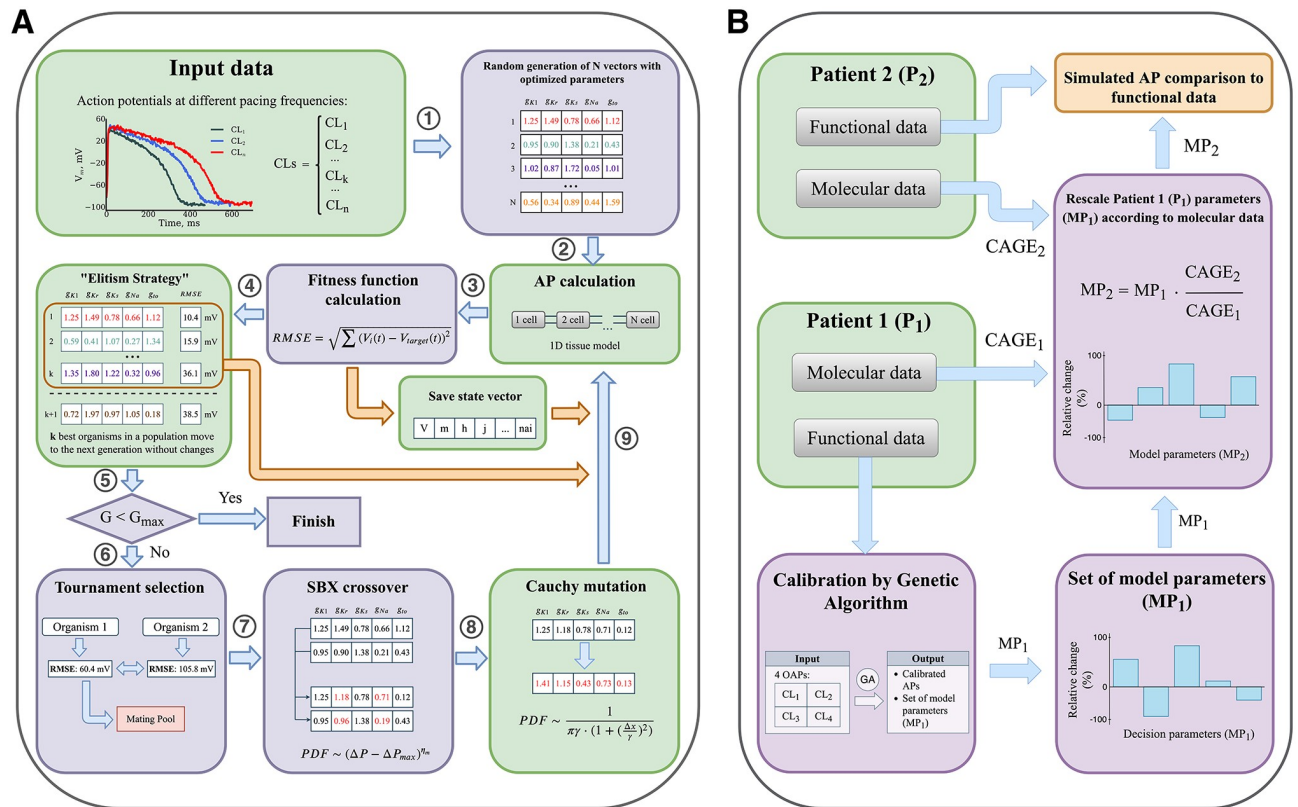 A
Input data
Action potentials at different pacing frequencies:
60
20
−20
−60
−100
Vm, mV
0 200 400 600
Time, ms
CL1
CL2
CLn
CLs =
CL1
CL2
...
CLk
...
CLn
1
Random generation of N vectors with
optimized parameters
gK1 gKr gKs gNa gto
1 1.25 1.49 0.78 0.66 1.12
2 0.95 0.90 1.38 0.21 0.43
3 1.02 0.87 1.72 0.05 1.01
•••
N 0.56 0.34 0.89 0.44 1.59
2
AP calculation
1 cell 2 cell ... N cell
1D tissue model
3
Fitness function
calculation
RMSE = √∑ (Vi(t) − Vtarget(t))²
4
"Elitism Strategy"
gK1 gKr gKs gNa gto RMSE
1 1.25 1.49 0.78 0.66 1.12 10.4 mV
2 0.59 0.41 1.07 0.27 1.34 15.9 mV
•••
k 1.35 1.80 1.22 0.32 0.96 36.1 mV
k+1 0.72 1.97 0.97 1.05 0.18 38.5 mV
k best organisms in a population move
to the next generation without changes
Save state vector
V m h j ... nai
9
5
G < Gmax
Yes
Finish
6
No
Tournament selection
Organism 1 Organism 2
RMSE: 60.4 mV RMSE: 105.8 mV
Mating Pool
7
SBX crossover
gK1 gKr gKs gNa gto
1.25 1.49 0.78 0.66 1.12
0.95 0.90 1.38 0.21 0.43
1.25 1.18 0.78 0.71 0.12
0.95 0.96 1.38 0.19 0.43
PDF ~ (ΔP − ΔPmax)^ηm
8
Cauchy mutation
gK1 gKr gKs gNa gto
1.25 1.18 0.78 0.71 0.12
1.41 1.15 0.43 0.73 0.13
PDF ~ 1 / (πγ · (1 + (Δx/γ)²))
B
Patient 2 (P2)
Functional data
Molecular data
Simulated AP comparison to
functional data
MP2
CAGE2
Rescale Patient 1 (P1) parameters
(MP1) according to molecular data
MP2 = MP1 · CAGE2 / CAGE1
100
0
-100
Relative change
(%)
Model parameters (MP2)
Patient 1 (P1)
Molecular data
Functional data
CAGE1
MP1
Calibration by Genetic
Algorithm
Input
4 OAPs:
CL1 CL2
CL3 CL4
GA
Output
• Calibrated
APs
• Set of model
parameters
(MP1)
MP1
Set of model parameters
(MP1)
100
0
-100
Relative change
(%)
Decision parameters (MP1)